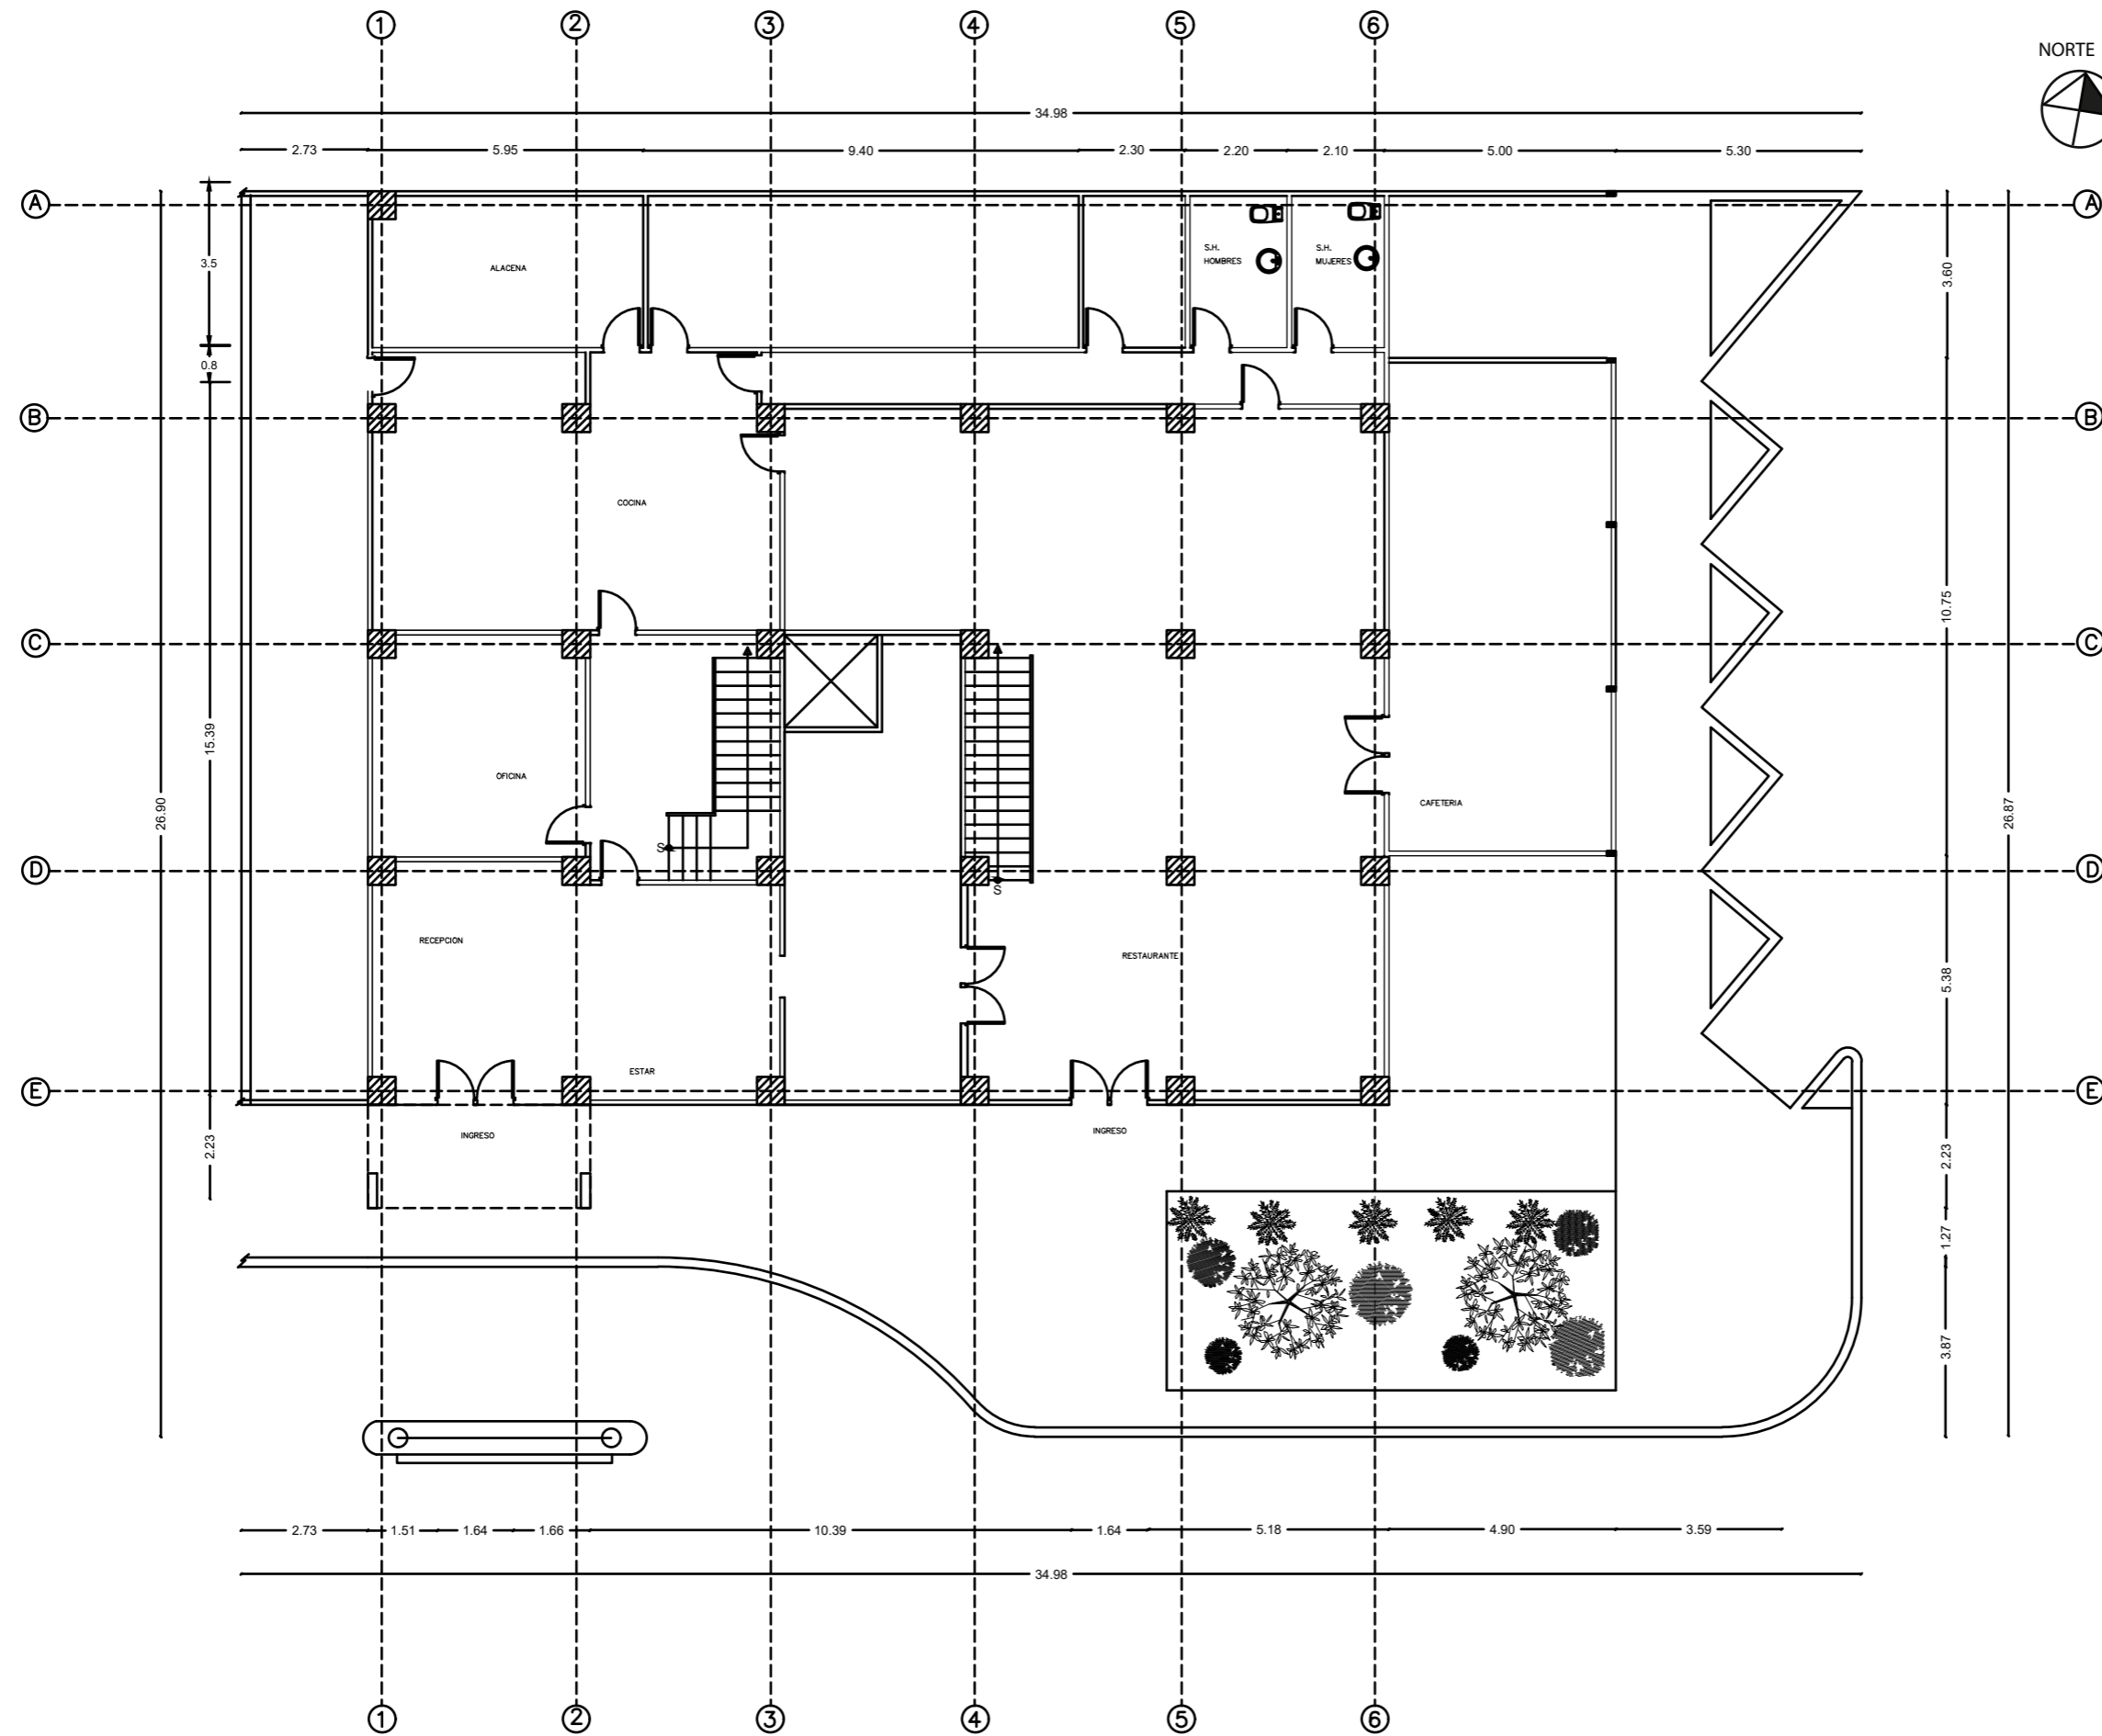 1 2 3 4 5 6
NORTE
34.98
2.73 5.95 9.40 2.30 2.20 2.10 5.00 5.30
A A
3.5
S.H.
HOMBRES
S.H.
MUJERES
ALACENA
3.60
0.8
B B
COCINA
10.75
C C
15.39
OFICINA
CAFETERIA
26.90
26.87
S
D D
S
RECEPCION
RESTAURANTE
5.38
ESTAR
E E
INGRESO
INGRESO
2.23
2.23
1.27
3.87
2.73 1.51 1.64 1.66 10.39 1.64 5.18 4.90 3.59
34.98
1 2 3 4 5 6